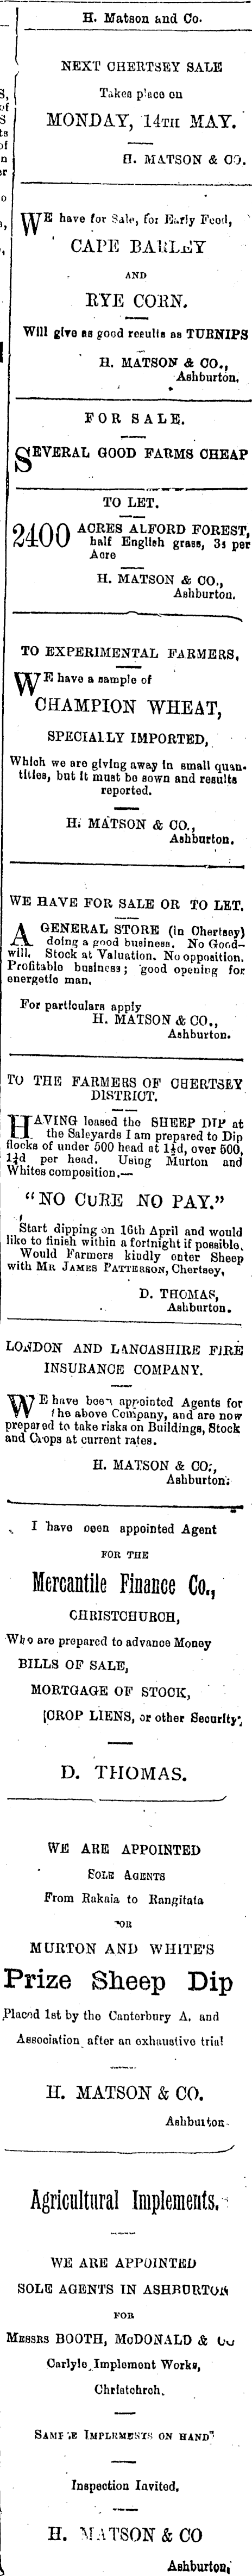 H. Matson and Co.
NEXT CHERTSEY SALE
Takes place on
MONDAY, 14TH MAY.
H. MATSON & CO.
WE have for Sale, for Early Feed,
CAPE BARLEY
AND
RYE CORN.
Will give as good results as TURNIPS
H. MATSON & CO.,
Ashburton.
FOR SALE.
SEVERAL GOOD FARMS CHEAP
TO LET.
2400 ACRES ALFORD FOREST,
half English grass, 3s per
Acre
H. MATSON & CO.,
Ashburton.
TO EXPERIMENTAL FARMERS,
WE have a sample of
CHAMPION WHEAT,
SPECIALLY IMPORTED,
Which we are giving away in small quan-
tities, but it must be sown and results
reported.
H. MATSON & CO.,
Ashburton.
WE HAVE FOR SALE OR TO LET.
A GENERAL STORE (in Chertsey)
doing a good business. No Good-
will. Stock at Valuation. No opposition.
Profitable business; good opening for
energetic man.
For particulars apply
H. MATSON & CO.,
Ashburton.
TO THE FARMERS OF CHERTSEY
DISTRICT.
HAVING leased the SHEEP DIP at
the Saleyards I am prepared to Dip
flocks of under 500 head at 1½d, over 500,
1¼d per head. Using Murton and
Whites composition.—
"NO CURE NO PAY."
Start dipping on 16th April and would
like to finish within a fortnight if possible.
Would Farmers kindly enter Sheep
with MR JAMES PATTERSON, Chertsey,
D. THOMAS,
Ashburton.
LONDON AND LANCASHIRE FIRE
INSURANCE COMPANY.
WE have been appointed Agents for
the above Company, and are now
prepared to take risks on Buildings, Stock
and Crops at current rates.
H. MATSON & CO.,
Ashburton.
I have been appointed Agent
FOR THE
Mercantile Finance Co.,
CHRISTCHURCH,
Who are prepared to advance Money
BILLS OF SALE,
MORTGAGE OF STOCK,
[CROP LIENS, or other Security.
D. THOMAS.
WE ARE APPOINTED
SOLE AGENTS
From Rakaia to Rangitata
FOR
MURTON AND WHITE'S
Prize Sheep Dip
Placed 1st by the Canterbury A. and
Association after an exhaustive trial
H. MATSON & CO.
Ashburton.
Agricultural Implements.
WE ARE APPOINTED
SOLE AGENTS IN ASHBURTON
FOR
MESSRS BOOTH, McDONALD & Co
Carlyle Implement Works,
Christchrch.
SAMPLE IMPLEMENTS ON HAND
Inspection Invited.
H. MATSON & CO
Ashburton,